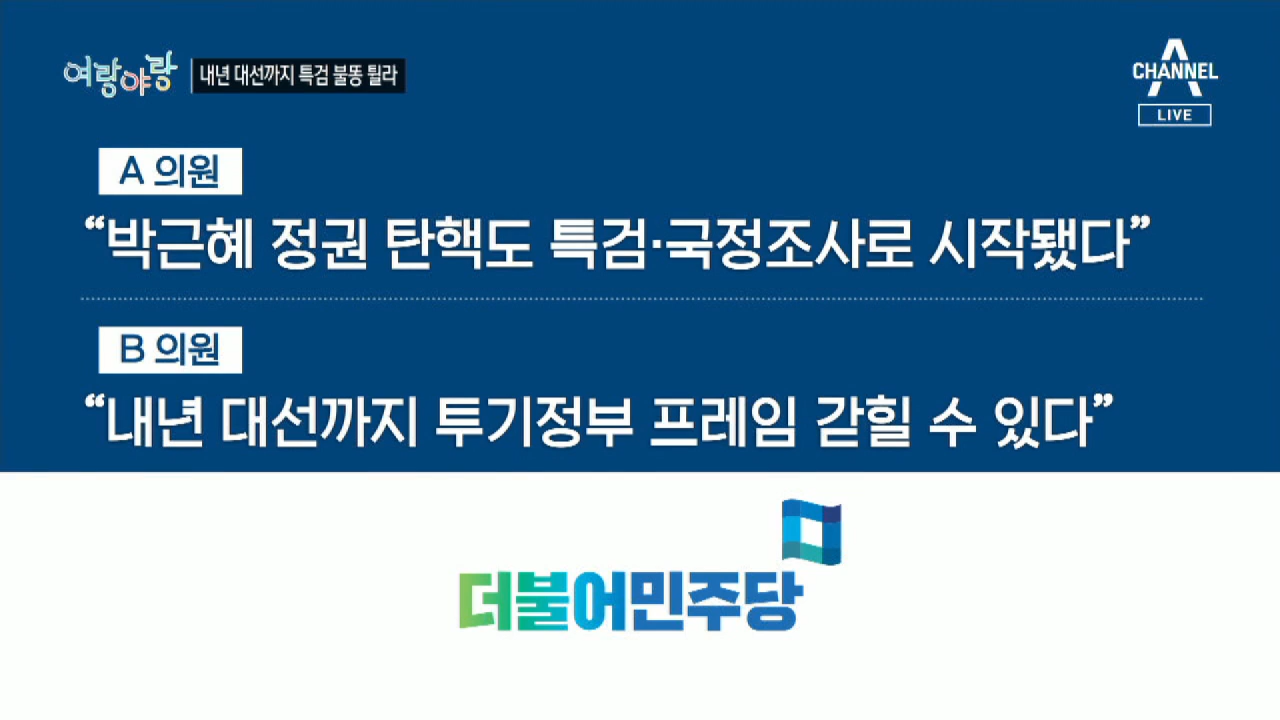 여랑야랑 내년 대선까지 특검 불똥 튈라
CHANNEL A
LIVE
A 의원
“박근혜 정권 탄핵도 특검·국정조사로 시작됐다”
B 의원
“내년 대선까지 투기정부 프레임 갇힐 수 있다”
더불어민주당